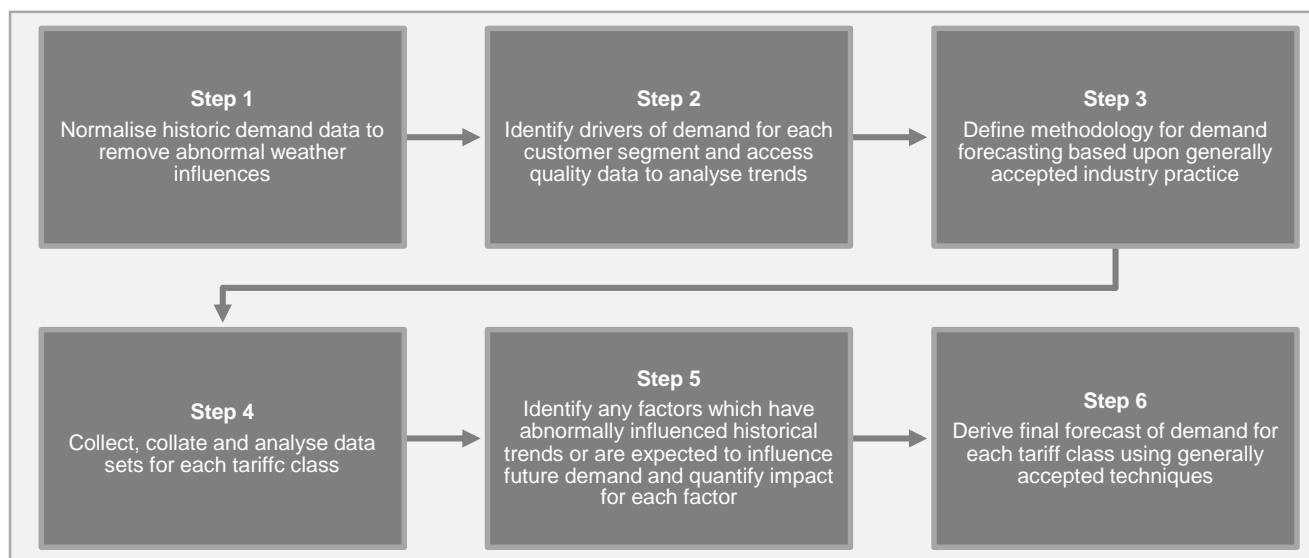 Step 1
Normalise historic demand data to
remove abnormal weather
influences
Step 2
Identify drivers of demand for each
customer segment and access
quality data to analyse trends
Step 3
Define methodology for demand
forecasting based upon generally
accepted industry practice
Step 4
Collect, collate and analyse data
sets for each tariffc class
Step 5
Identify any factors which have
abnormally influenced historical
trends or are expected to influence
future demand and quantify impact
for each factor
Step 6
Derive final forecast of demand for
each tariff class using generally
accepted techniques